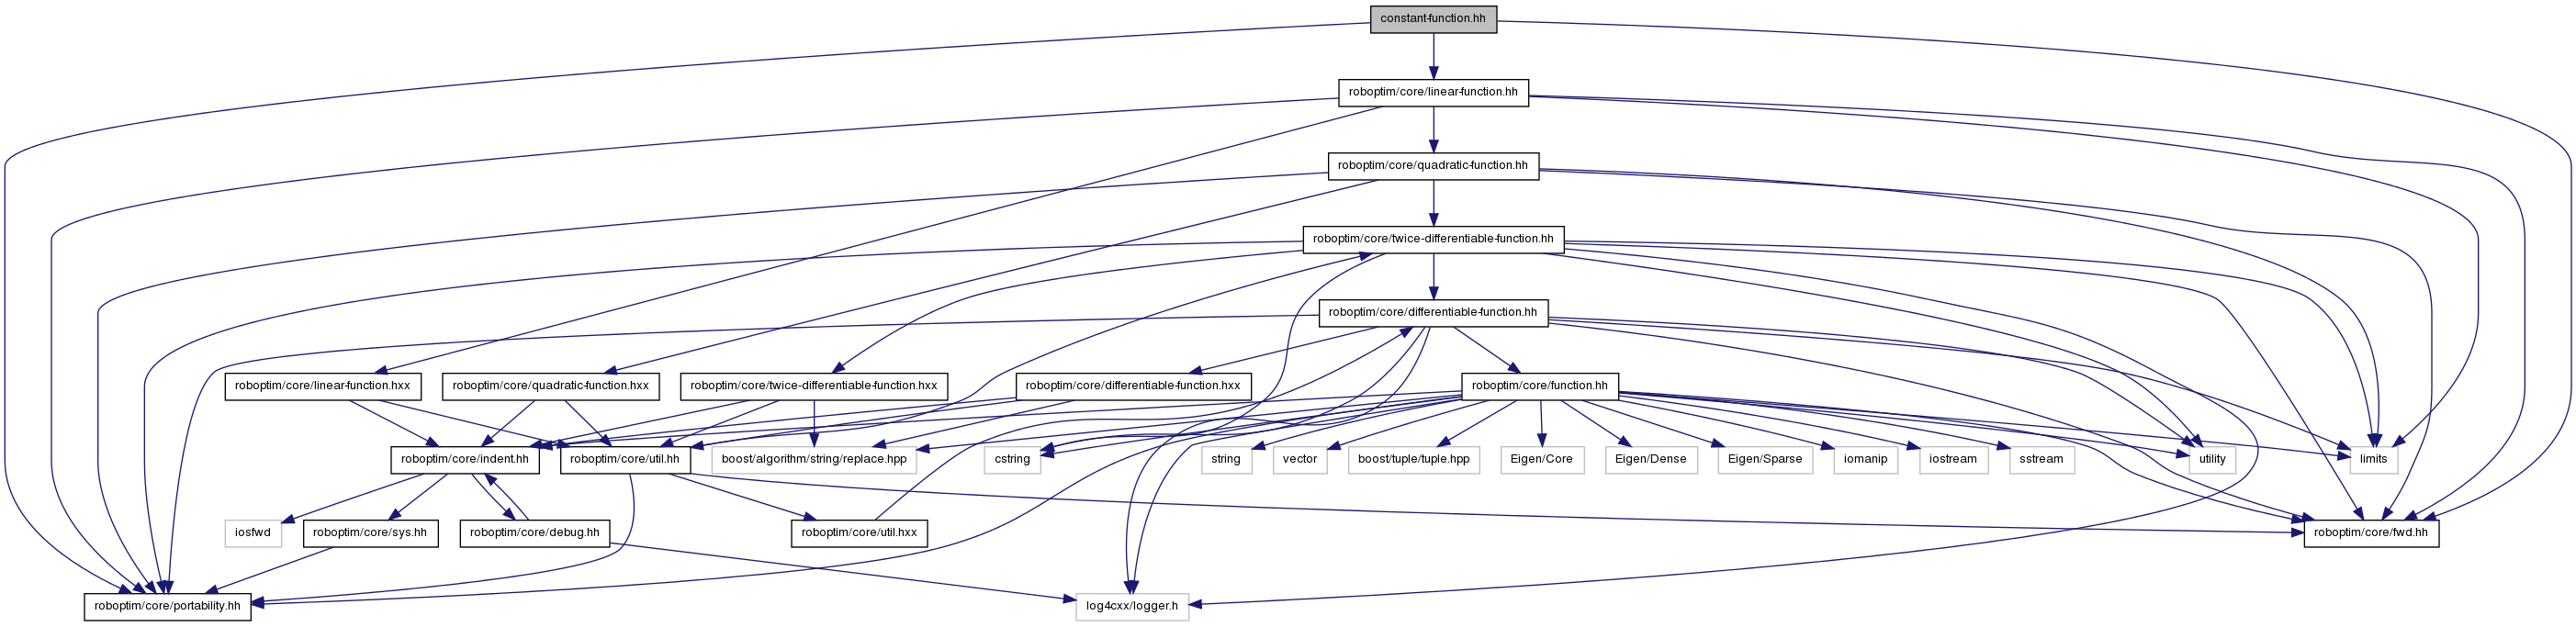 constant-function.hh
roboptim/core/linear-function.hh
roboptim/core/quadratic-function.hh
roboptim/core/twice-differentiable-function.hh
roboptim/core/differentiable-function.hh
roboptim/core/linear-function.hxx
roboptim/core/quadratic-function.hxx
roboptim/core/twice-differentiable-function.hxx
roboptim/core/differentiable-function.hxx
roboptim/core/function.hh
roboptim/core/indent.hh
roboptim/core/util.hh
boost/algorithm/string/replace.hpp
cstring
string
vector
boost/tuple/tuple.hpp
Eigen/Core
Eigen/Dense
Eigen/Sparse
iomanip
iostream
sstream
utility
limits
iosfwd
roboptim/core/sys.hh
roboptim/core/debug.hh
roboptim/core/util.hxx
roboptim/core/fwd.hh
roboptim/core/portability.hh
log4cxx/logger.h